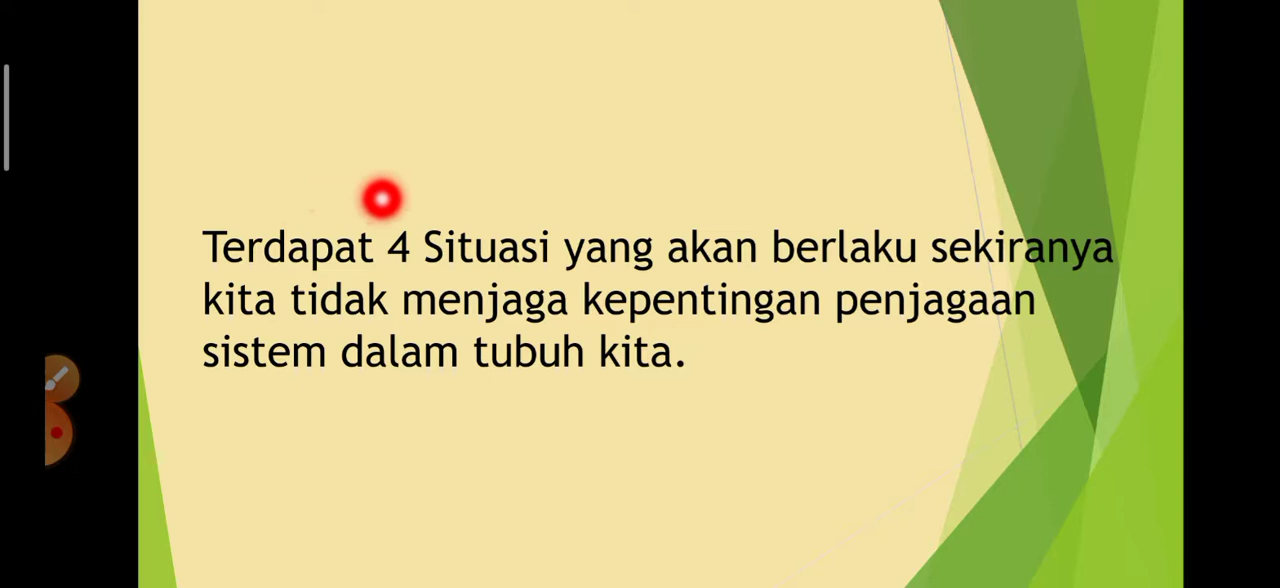 Terdapat 4 Situasi yang akan berlaku sekiranya
kita tidak menjaga kepentingan penjagaan
sistem dalam tubuh kita.